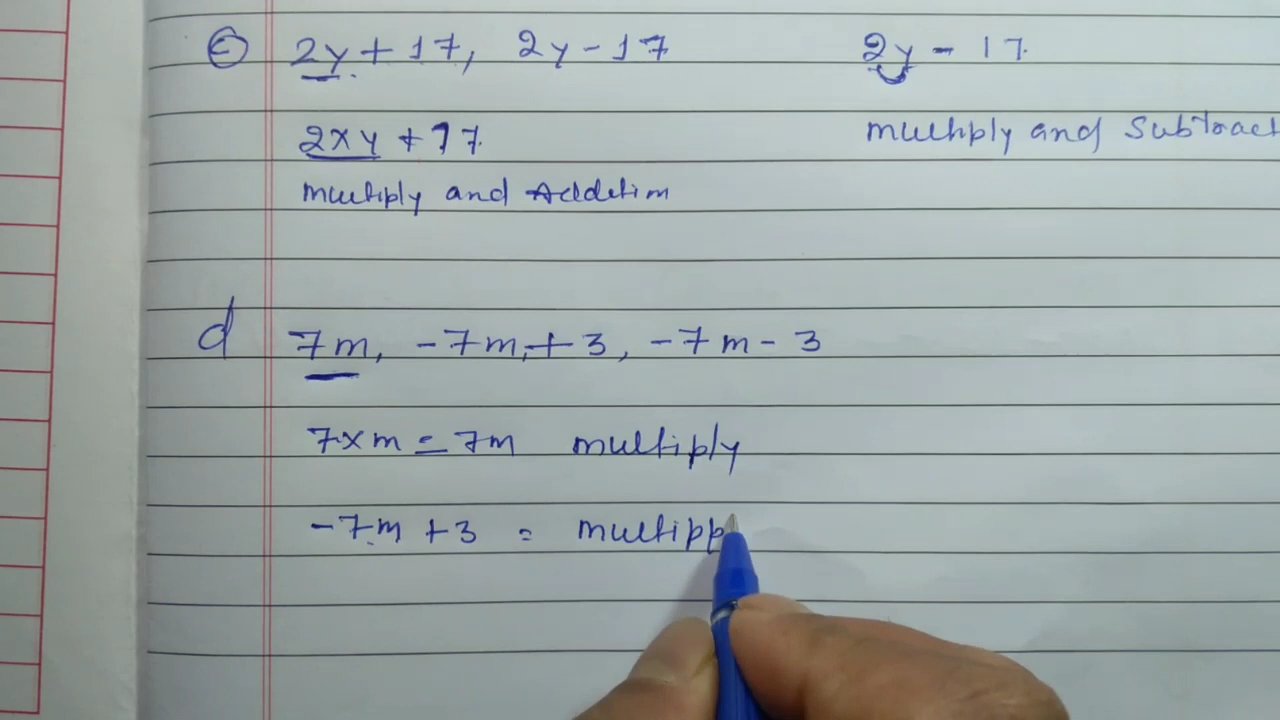 c 2y + 17, 2y - 17 2y - 17
2xy + 17 multiply and Subtract
multiply and Addition
d 7m, -7m, + 3, -7m - 3
7xm = 7m multiply
-7m + 3 = multipp